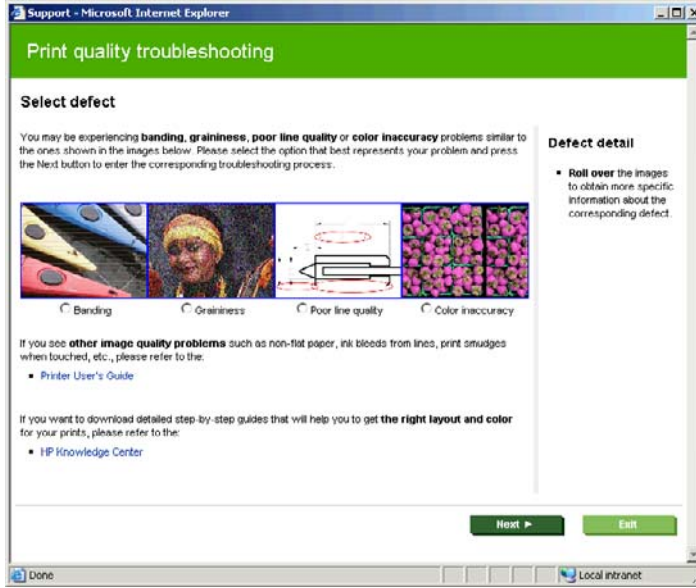 Support - Microsoft Internet Explorer
Print quality troubleshooting
Select defect
You may be experiencing banding, graininess, poor line quality or color inaccuracy problems similar to
the ones shown in the images below. Please select the option that best represents your problem and press
the Next button to enter the corresponding troubleshooting process.
Defect detail
▪ Roll over the images
to obtain more specific
information about the
corresponding defect.
Banding
Graininess
Poor line quality
Color inaccuracy
If you see other image quality problems such as non-flat paper, ink bleeds from lines, print smudges
when touched, etc., please refer to the:
▪ Printer User's Guide
If you want to download detailed step-by-step guides that will help you to get the right layout and color
for your prints, please refer to the:
▪ HP Knowledge Center
Next ►
Exit
Done
Local intranet